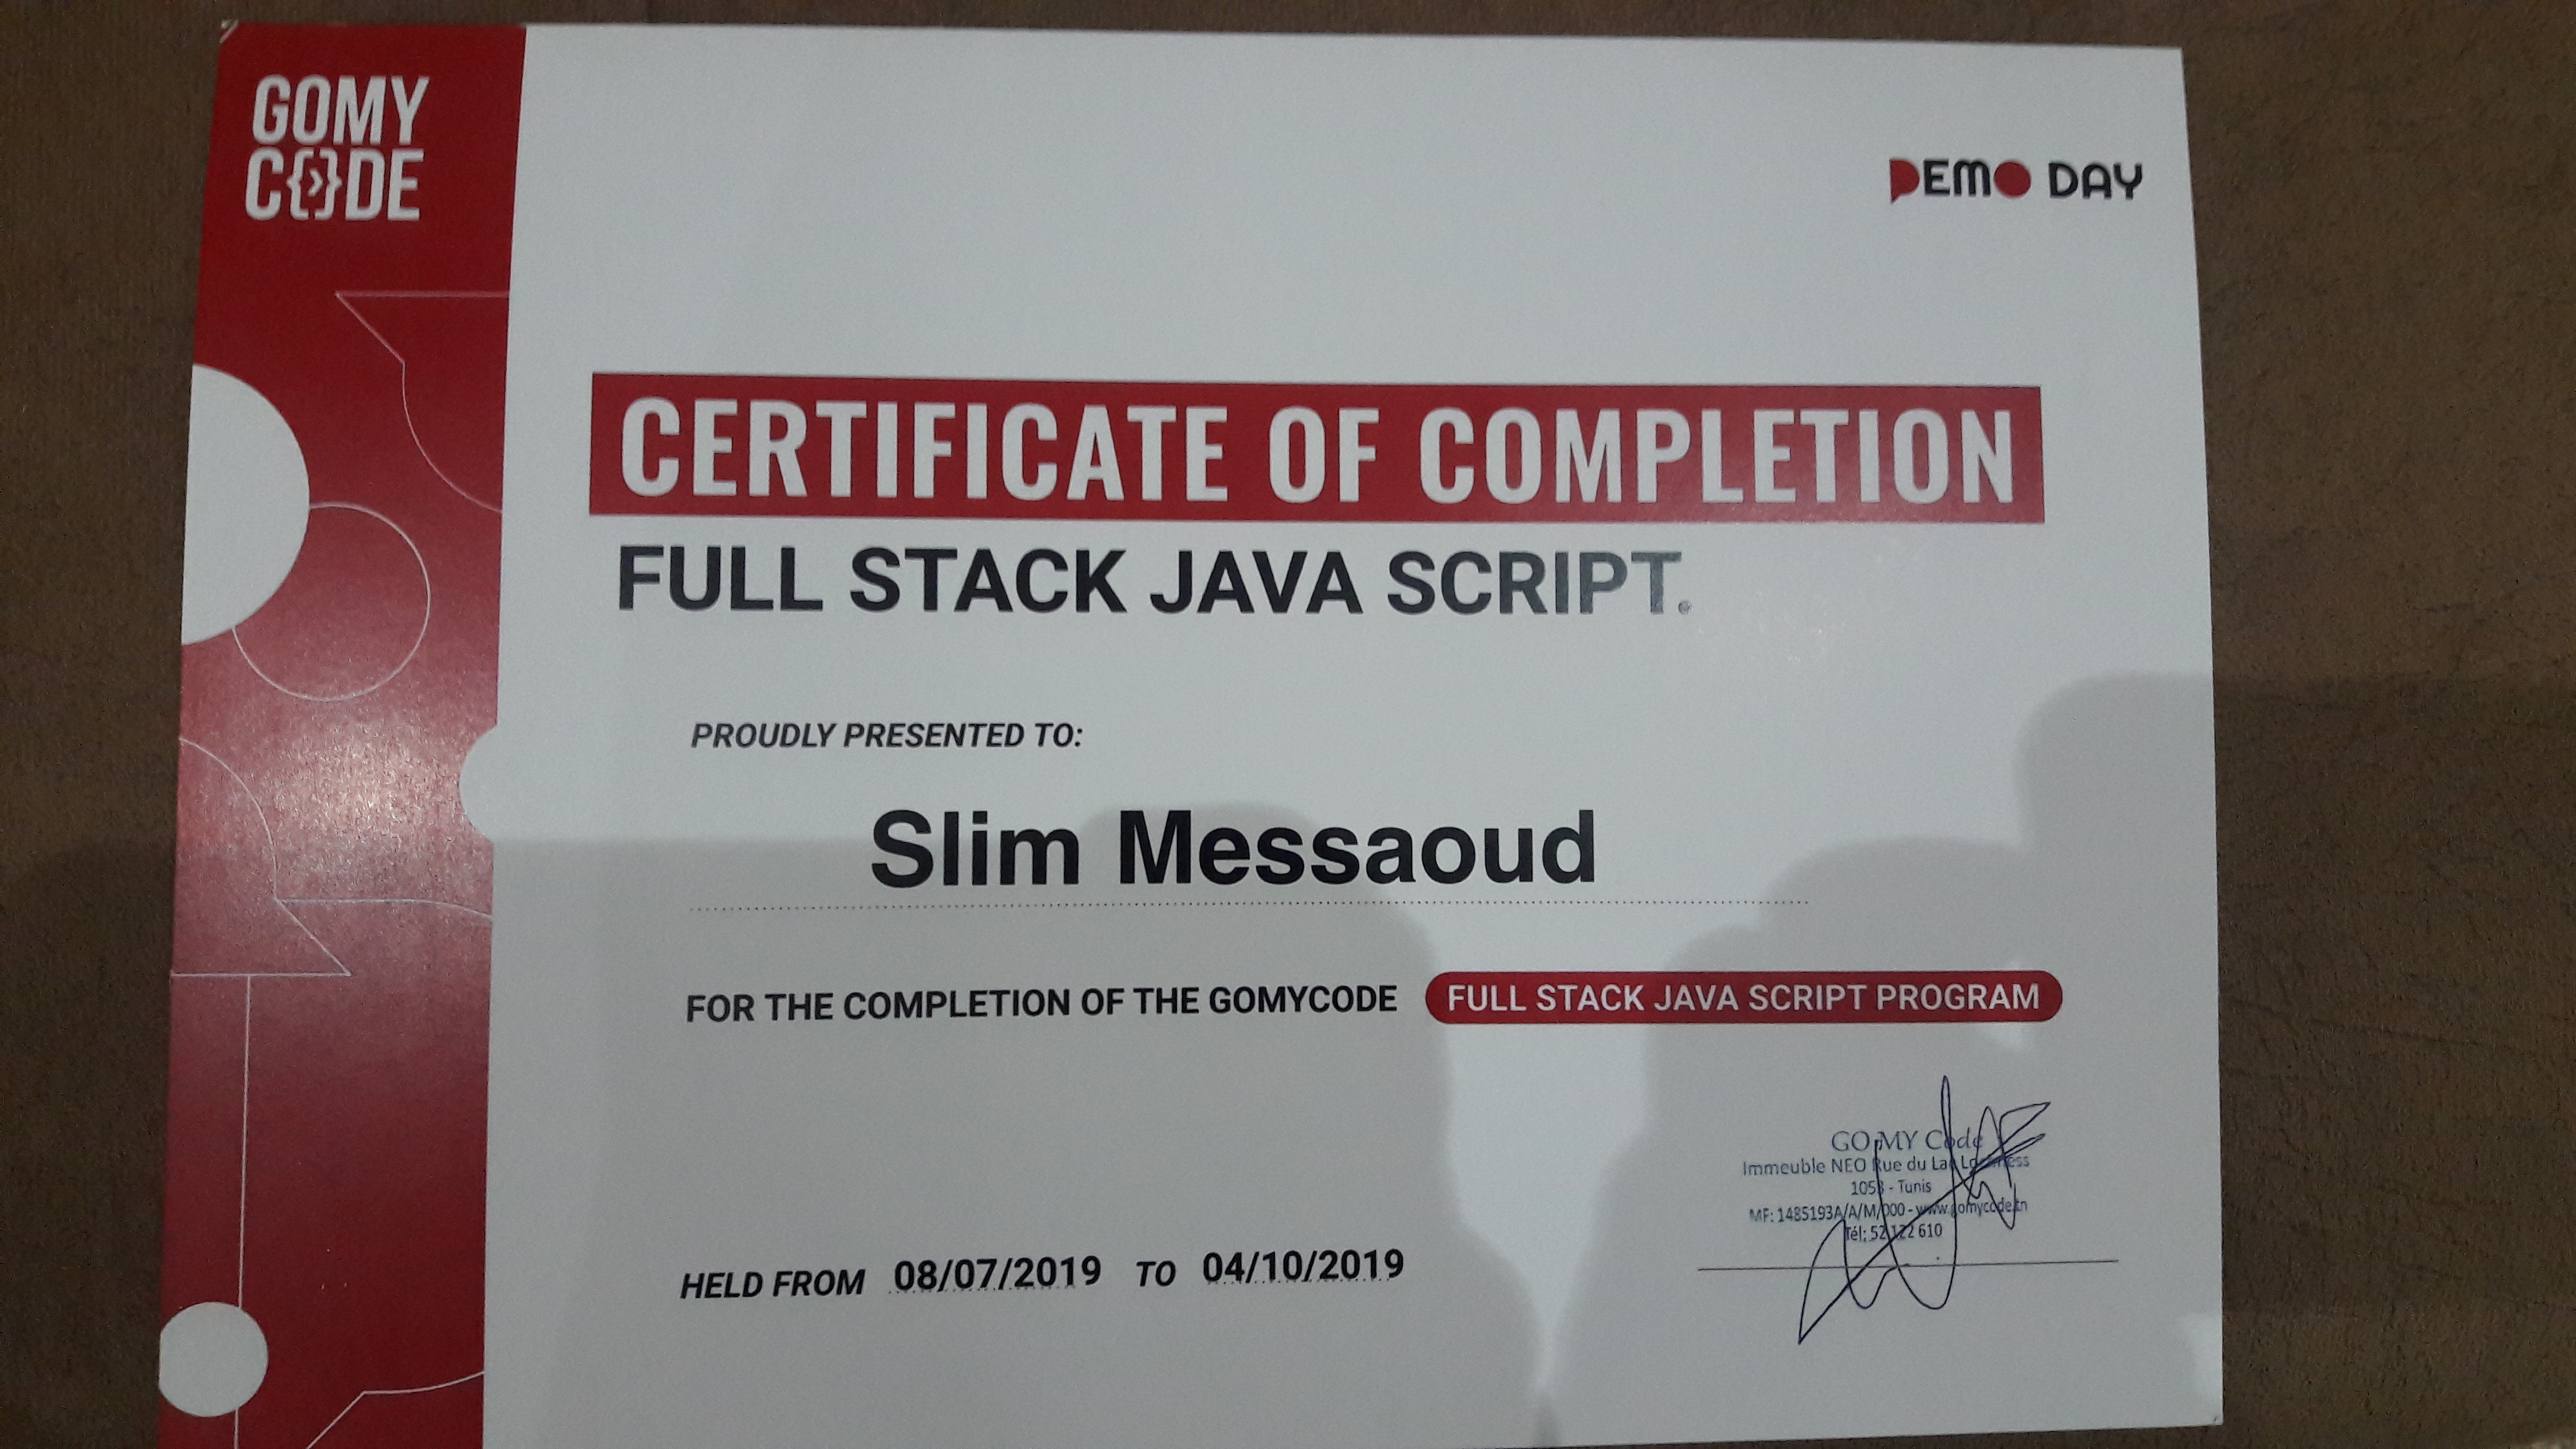 GOMY
CODE
DEMO DAY
CERTIFICATE OF COMPLETION
FULL STACK JAVA SCRIPT.
PROUDLY PRESENTED TO:
Slim Messaoud
FOR THE COMPLETION OF THE GOMYCODE FULL STACK JAVA SCRIPT PROGRAM
GO MY Code
Immeuble NEO Rue du Lac
1053 - Tunis
MF: 1485193A/A/M/000 - www.gomycode.tn
Tél: 52 122 610
HELD FROM 08/07/2019 TO 04/10/2019